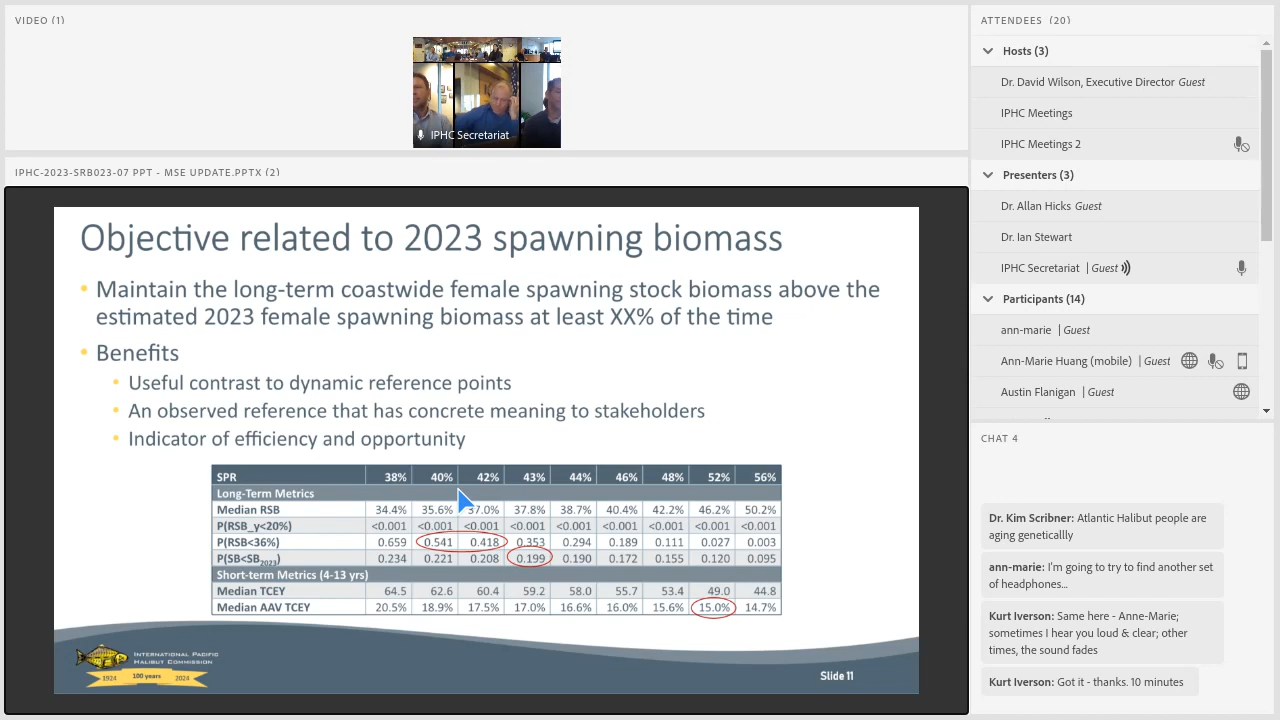 VIDEO (1)
IPHC Secretariat
IPHC-2023-SRB023-07 PPT - MSE UPDATE.PPTX (2)
Objective related to 2023 spawning biomass
• Maintain the long-term coastwide female spawning stock biomass above the
estimated 2023 female spawning biomass at least XX% of the time
• Benefits
• Useful contrast to dynamic reference points
• An observed reference that has concrete meaning to stakeholders
• Indicator of efficiency and opportunity
SPR 38% 40% 42% 43% 44% 46% 48% 52% 56%
Long-Term Metrics
Median RSB 34.4% 35.6% 37.0% 37.8% 38.7% 40.4% 42.2% 46.2% 50.2%
P(RSB_y<20%) <0.001 <0.001 <0.001 <0.001 <0.001 <0.001 <0.001 <0.001 <0.001
P(RSB<36%) 0.659 0.541 0.418 0.353 0.294 0.189 0.111 0.027 0.003
P(SB<SB2023) 0.234 0.221 0.208 0.199 0.190 0.172 0.155 0.120 0.095
Short-term Metrics (4-13 yrs)
Median TCEY 64.5 62.6 60.4 59.2 58.0 55.7 53.4 49.0 44.8
Median AAV TCEY 20.5% 18.9% 17.5% 17.0% 16.6% 16.0% 15.6% 15.0% 14.7%
INTERNATIONAL PACIFIC
HALIBUT COMMISSION
1924 100 years 2024
Slide 11
ATTENDEES (20)
Hosts (3)
Dr. David Wilson, Executive Director Guest
IPHC Meetings
IPHC Meetings 2
Presenters (3)
Dr. Allan Hicks Guest
Dr. Ian Stewart
IPHC Secretariat | Guest
Participants (14)
ann-marie | Guest
Ann-Marie Huang (mobile) | Guest
Austin Flanigan | Guest
CHAT 4
Dr. Kim Scribner: Atlantic Halibut people are
aging geneticallly
ann-marie: I'm going to try to find another set
of headphones...
Kurt Iverson: Same here - Anne-Marie;
sometimes I hear you loud & clear; other
times, the sound fades
Kurt Iverson: Got it - thanks. 10 minutes